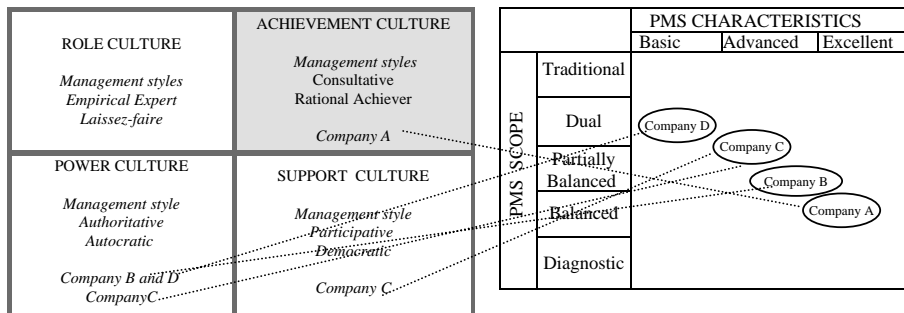 ROLE CULTURE
Management styles
Empirical Expert
Laissez-faire
ACHIEVEMENT CULTURE
Management styles
Consultative
Rational Achiever
Company A
POWER CULTURE
Management style
Authoritative
Autocratic
Company B and D
CompanyC
SUPPORT CULTURE
Management style
Participative
Democratic
Company C
PMS CHARACTERISTICS
Basic
Advanced
Excellent
PMS SCOPE
Traditional
Dual
Partially
Balanced
Balanced
Diagnostic
Company D
Company C
Company B
Company A